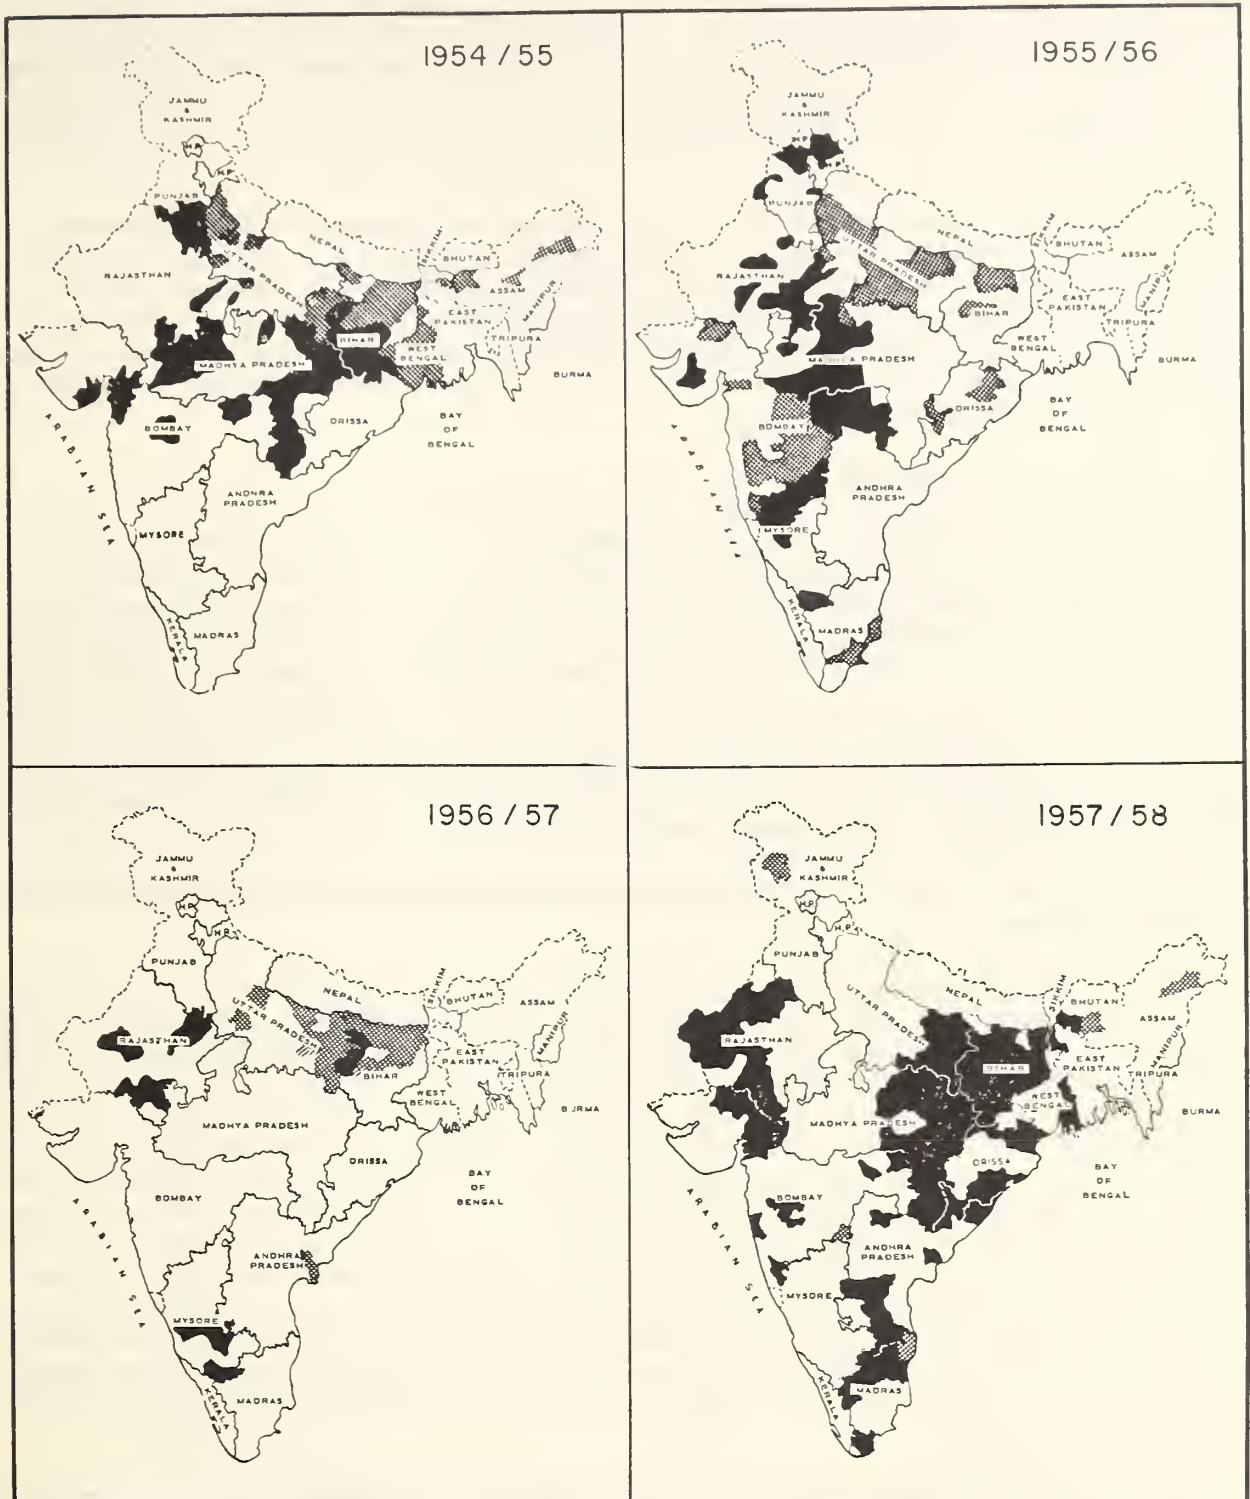 1954 / 55
JAMMU
&
KASHMIR
H.P.
H.P.
PUNJAB
RAJASTHAN
UTTAR PRADESH
NEPAL
SIKKIM
BHUTAN
ASSAM
MANIPUR
EAST
PAKISTAN
TRIPURA
BIHAR
WEST
BENGAL
MADHYA PRADESH
BURMA
BOMBAY
ORISSA
BAY
OF
BENGAL
ARABIAN SEA
ANDHRA
PRADESH
MYSORE
KERALA
MADRAS
1955/56
JAMMU
&
KASHMIR
H.P.
H.P.
PUNJAB
RAJASTHAN
UTTAR PRADESH
NEPAL
SIKKIM
BHUTAN
ASSAM
MANIPUR
EAST
PAKISTAN
BIHAR
TRIPURA
WEST
BENGAL
MADHYA PRADESH
BURMA
BOMBAY
ORISSA
BAY
OF
BENGAL
ARABIAN SEA
ANDHRA
PRADESH
MYSORE
KERALA
MADRAS
1956 / 57
JAMMU
&
KASHMIR
H.P.
H.P.
PUNJAB
RAJASTHAN
UTTAR PRADESH
NEPAL
SIKKIM
BHUTAN
ASSAM
MANIPUR
EAST
PAKISTAN
TRIPURA
BIHAR
WEST
BENGAL
BURMA
MADHYA PRADESH
ORISSA
BOMBAY
BAY
OF
BENGAL
ARABIAN SEA
ANDHRA
PRADESH
MYSORE
KERALA
MADRAS
1957/58
JAMMU
&
KASHMIR
H.P.
H.P.
PUNJAB
RAJASTHAN
UTTAR PRADESH
NEPAL
SIKKIM
BHUTAN
ASSAM
MANIPUR
EAST
PAKISTAN
BIHAR
TRIPURA
WEST
BENGAL
BURMA
MADHYA PRADESH
ORISSA
BOMBAY
BAY
OF
BENGAL
ARABIAN SEA
ANDHRA
PRADESH
MYSORE
KERALA
MADRAS